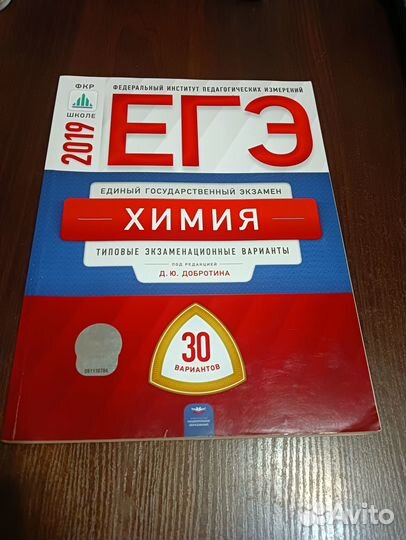 ФКР
ШКОЛЕ
ФЕДЕРАЛЬНЫЙ ИНСТИТУТ ПЕДАГОГИЧЕСКИХ ИЗМЕРЕНИЙ
2019
ЕГЭ
ЕДИНЫЙ ГОСУДАРСТВЕННЫЙ ЭКЗАМЕН
ХИМИЯ
ТИПОВЫЕ ЭКЗАМЕНАЦИОННЫЕ ВАРИАНТЫ
ПОД РЕДАКЦИЕЙ
Д. Ю. ДОБРОТИНА
30
ВАРИАНТОВ
Avito